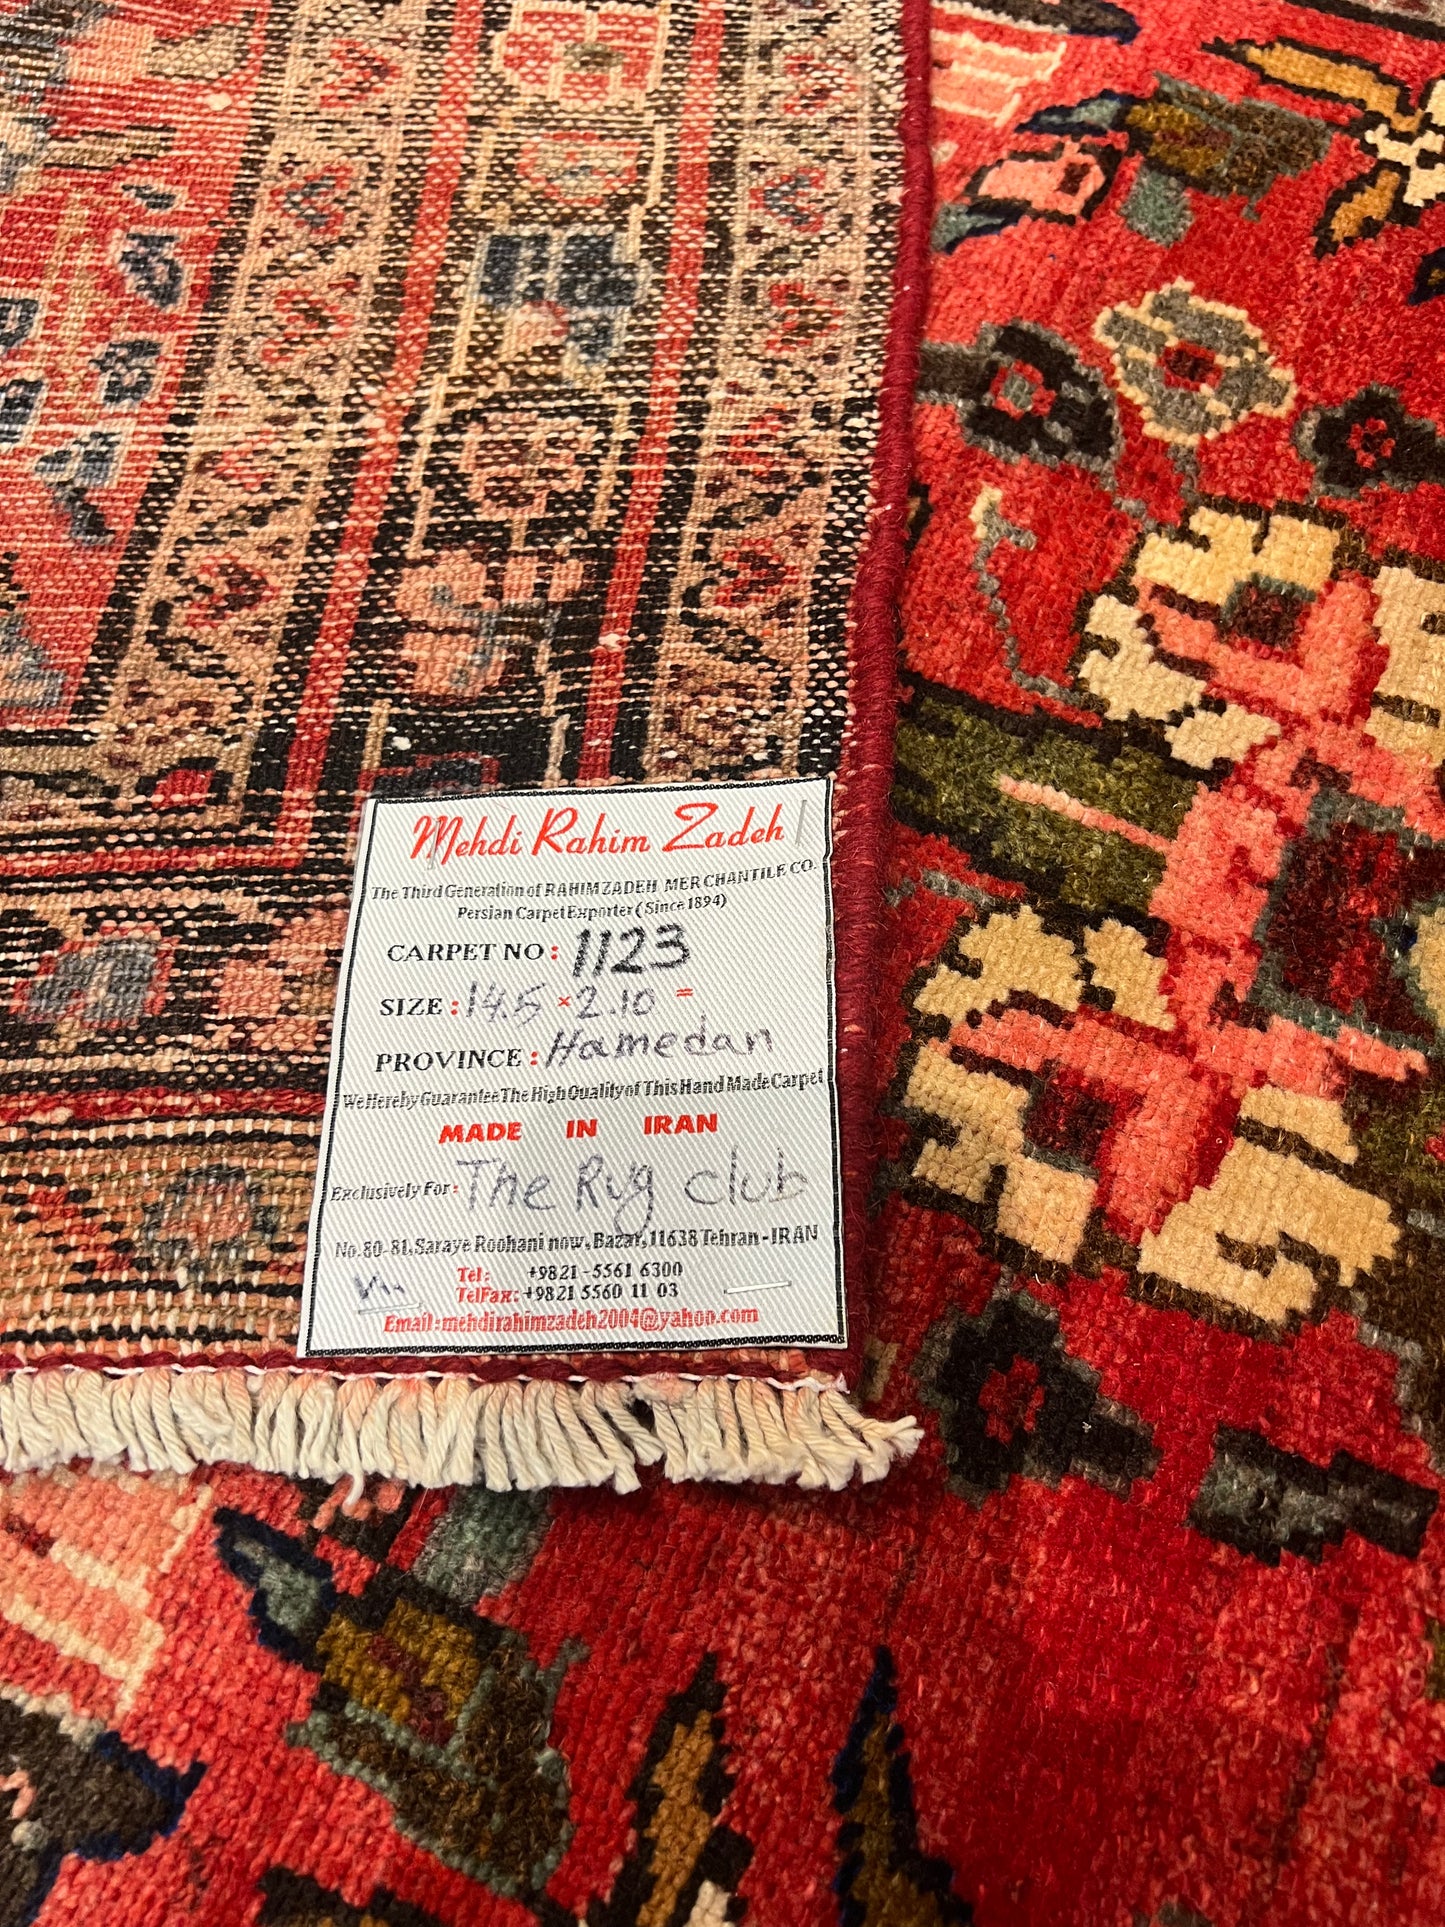 Mehdi Rahim Zadeh
The Third Generation of RAHIMZADEH MERCHANTILE CO.
Persian Carpet Exporter (Since 1894)
CARPET NO: 1123
SIZE: 14.5 × 2.10 =
PROVINCE: Hamedan
We Hereby Guarantee The High Quality of This Hand Made Carpet
MADE IN IRAN
Exclusively For: The Rug club
No.80-81,Saraye Roohani now, Bazar, 11638 Tehran-IRAN
Tel: +9821-5561 6300
TelFax: +9821 5560 11 03
Email:mehdirahimzadeh2004@yahoo.com